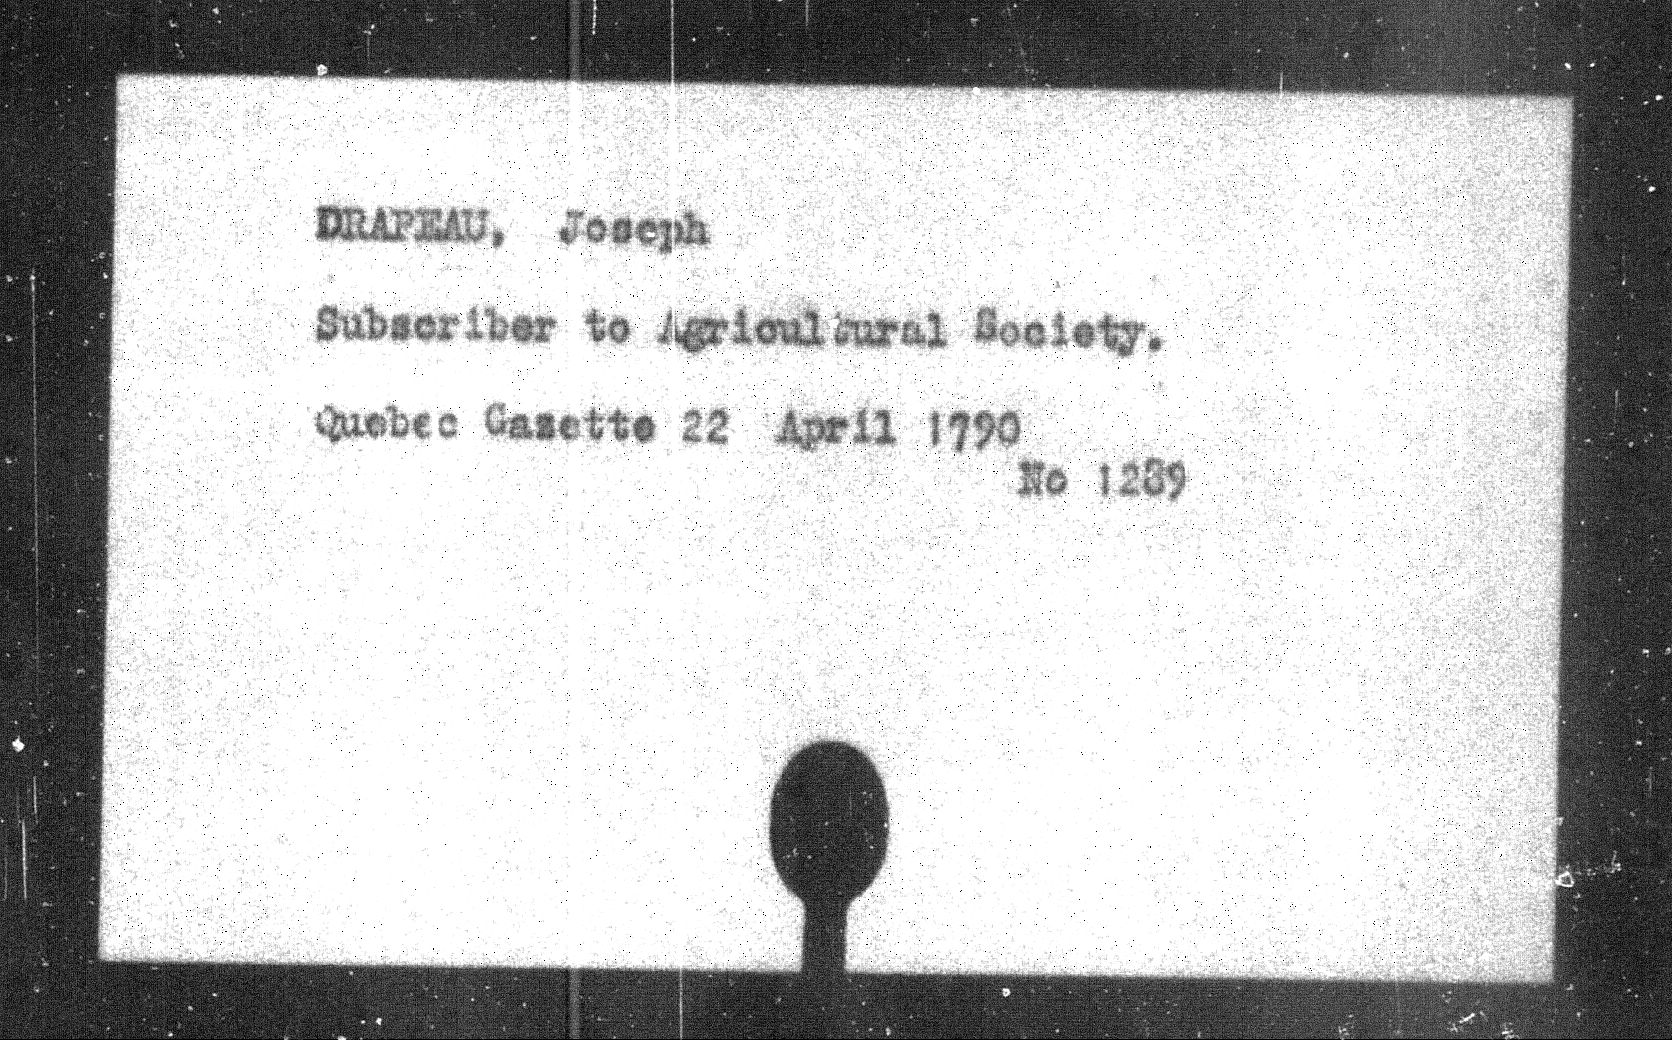 DRAPEAU, Joseph
Subscriber to Agricultural Society.
Quebec Gazette 22 April 1790
No 1289